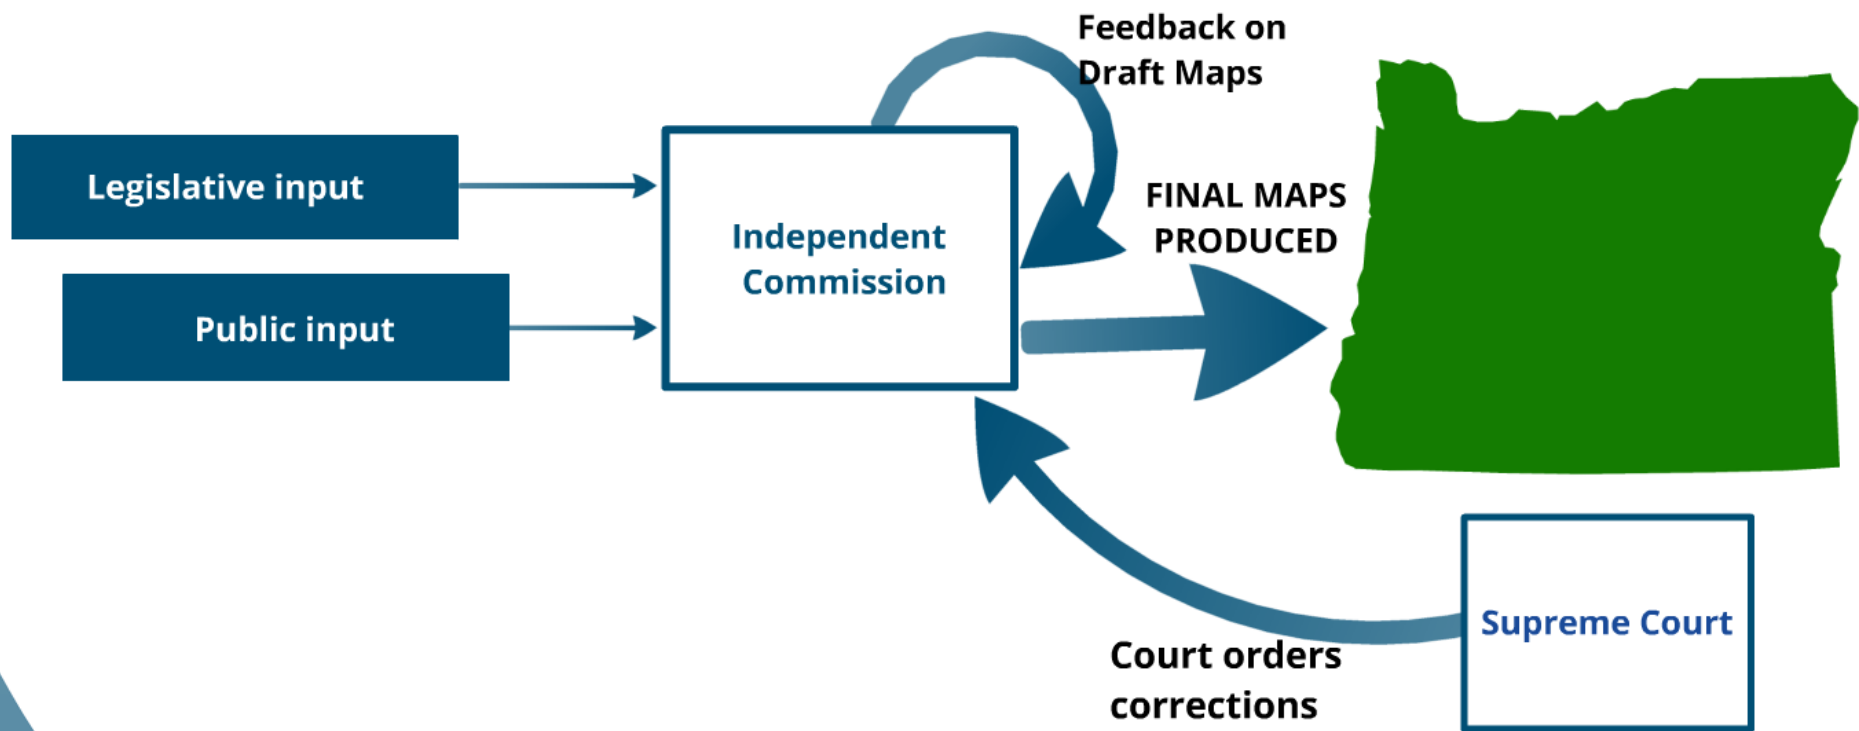 Feedback on
Draft Maps
Legislative input
FINAL MAPS
PRODUCED
Independent
Commission
Public input
Supreme Court
Court orders
corrections